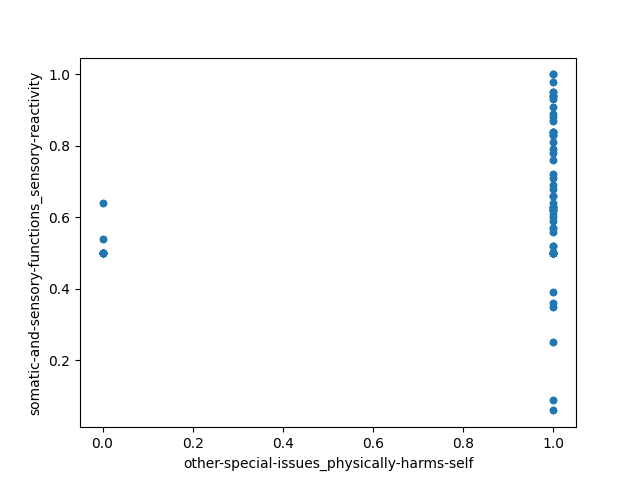 somatic-and-sensory-functions_sensory-reactivity
1.0
0.8
0.6
0.4
0.2
0.0 0.2 0.4 0.6 0.8 1.0
other-special-issues_physically-harms-self